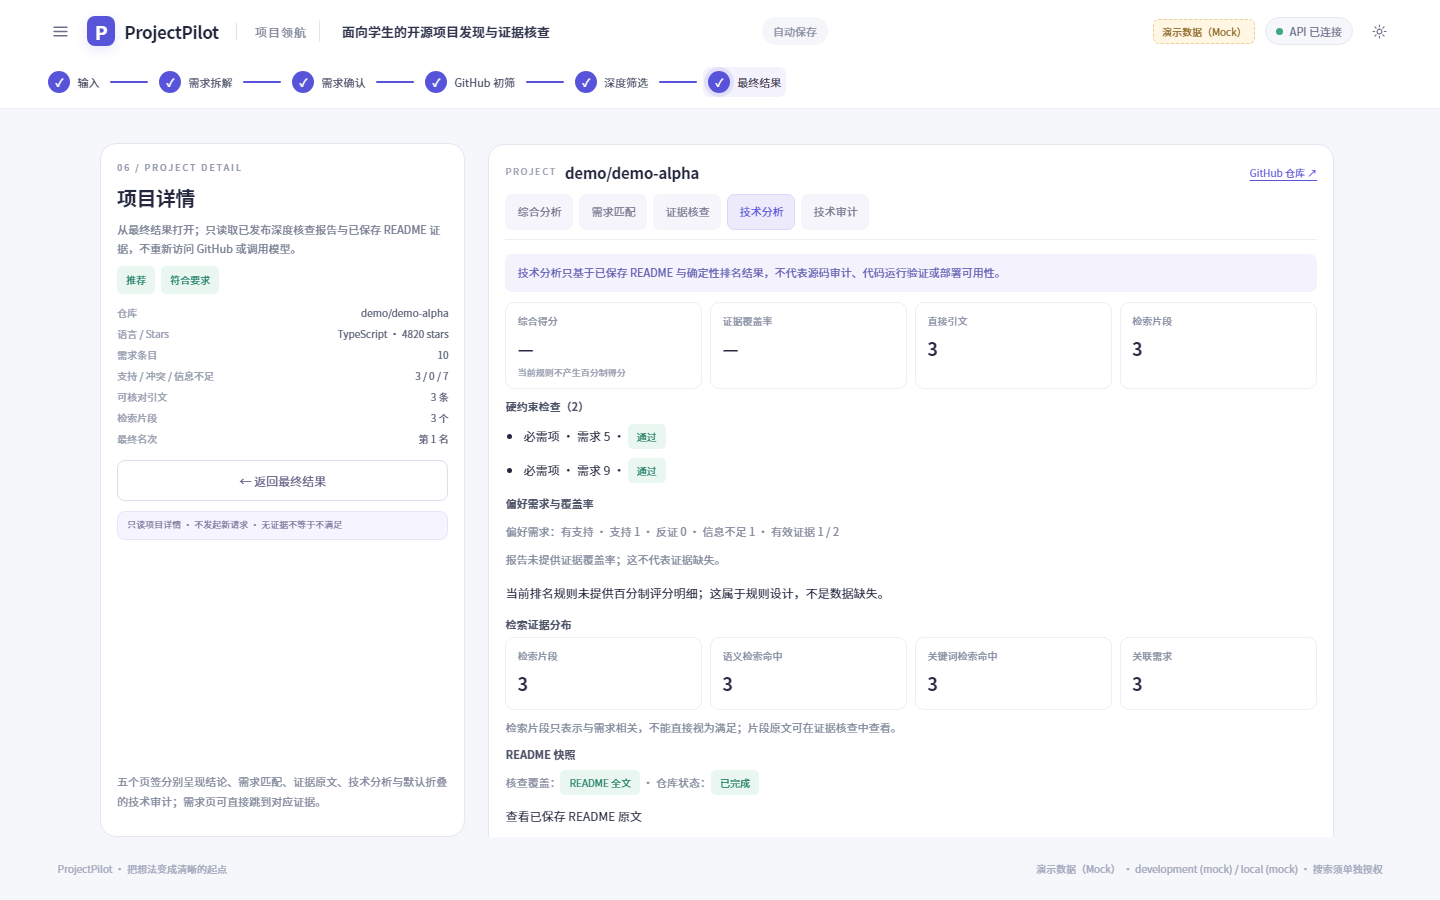 P ProjectPilot 项目领航 面向学生的开源项目发现与证据核查 自动保存 演示数据（Mock） API 已连接
输入 需求拆解 需求确认 GitHub 初筛 深度筛选 最终结果
06 / PROJECT DETAIL
项目详情
从最终结果打开；只读取已发布深度核查报告与已保存 README 证
据，不重新访问 GitHub 或调用模型。
推荐 符合要求
仓库 demo/demo-alpha
语言 / Stars TypeScript · 4820 stars
需求条目 10
支持 / 冲突 / 信息不足 3 / 0 / 7
可核对引文 3 条
检索片段 3 个
最终名次 第 1 名
← 返回最终结果
只读项目详情 · 不发起新请求 · 无证据不等于不满足
五个页签分别呈现结论、需求匹配、证据原文、技术分析与默认折叠
的技术审计；需求页可直接跳到对应证据。
PROJECT demo/demo-alpha GitHub 仓库 ↗
综合分析 需求匹配 证据核查 技术分析 技术审计
技术分析只基于已保存 README 与确定性排名结果，不代表源码审计、代码运行验证或部署可用性。
综合得分 证据覆盖率 直接引文 检索片段
— — 3 3
当前规则不产生百分制得分
硬约束检查（2）
• 必需项 · 需求 5 · 通过
• 必需项 · 需求 9 · 通过
偏好需求与覆盖率
偏好需求：有支持 · 支持 1 · 反证 0 · 信息不足 1 · 有效证据 1 / 2
报告未提供证据覆盖率；这不代表证据缺失。
当前排名规则未提供百分制评分明细；这属于规则设计，不是数据缺失。
检索证据分布
检索片段 语义检索命中 关键词检索命中 关联需求
3 3 3 3
检索片段只表示与需求相关，不能直接视为满足；片段原文可在证据核查中查看。
README 快照
核查覆盖： README 全文 · 仓库状态： 已完成
查看已保存 README 原文
ProjectPilot · 把想法变成清晰的起点 演示数据（Mock） · development (mock) / local (mock) · 搜索须单独授权